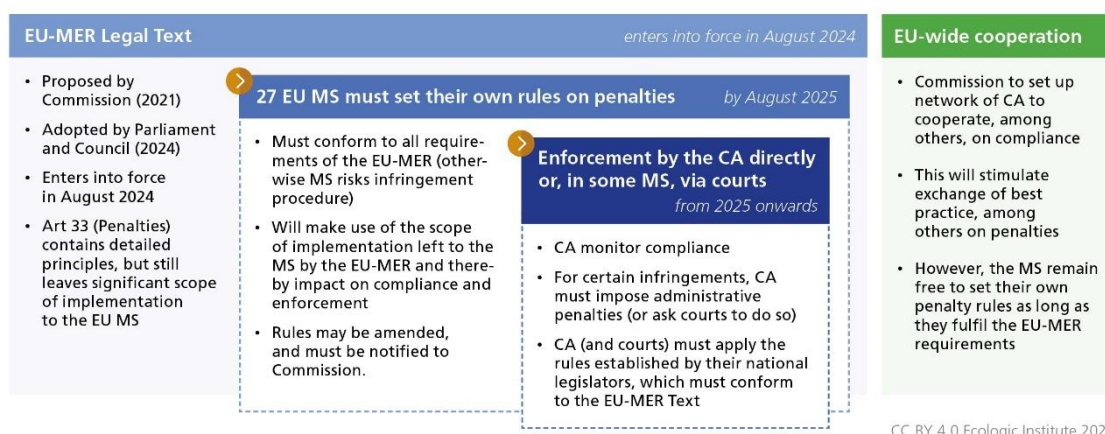 EU-MER Legal Text
enters into force in August 2024
• Proposed by
Commission (2021)
• Adopted by Parliament
and Council (2024)
• Enters into force
in August 2024
• Art 33 (Penalties)
contains detailed
principles, but still
leaves significant scope
of implementation
to the EU MS
27 EU MS must set their own rules on penalties
by August 2025
• Must conform to all require-
ments of the EU-MER (other-
wise MS risks infringement
procedure)
• Will make use of the scope
of implementation left to the
MS by the EU-MER and there-
by impact on compliance and
enforcement
• Rules may be amended,
and must be notified to
Commission.
Enforcement by the CA directly
or, in some MS, via courts
from 2025 onwards
• CA monitor compliance
• For certain infringements, CA
must impose administrative
penalties (or ask courts to do so)
• CA (and courts) must apply the
rules established by their national
legislators, which must conform
to the EU-MER Text
EU-wide cooperation
• Commission to set up
network of CA to
cooperate, among
others, on compliance
• This will stimulate
exchange of best
practice, among
others on penalties
• However, the MS remain
free to set their own
penalty rules as long as
they fulfil the EU-MER
requirements
CC BY 4.0 Ecologic Institute 202